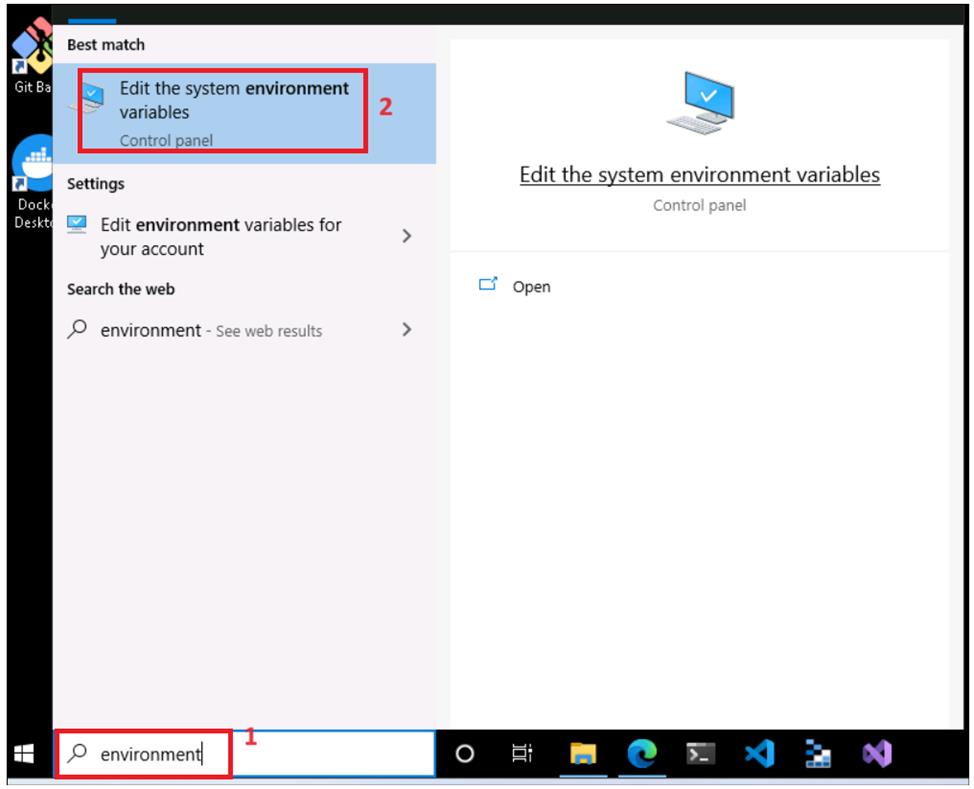 Best match
Git Ba
Edit the system environment
variables
2
Control panel
Edit the system environment variables
Control panel
Settings
Dock
Deskt
Edit environment variables for
your account
Open
Search the web
environment - See web results
1
environment